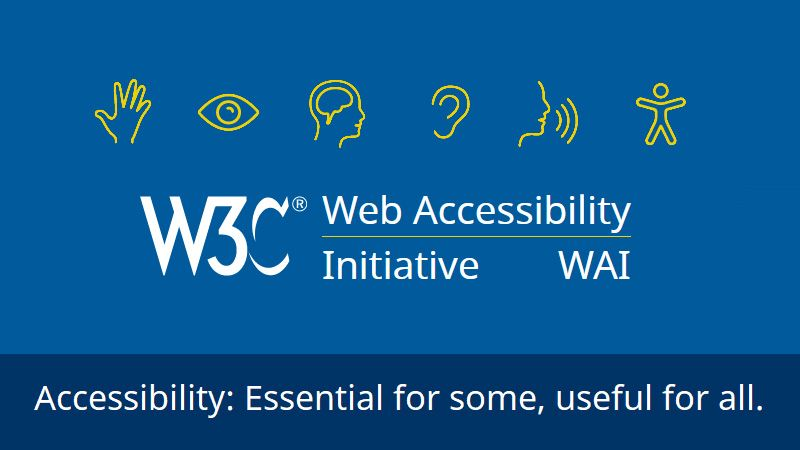 W3C® Web Accessibility
Initiative WAI
Accessibility: Essential for some, useful for all.